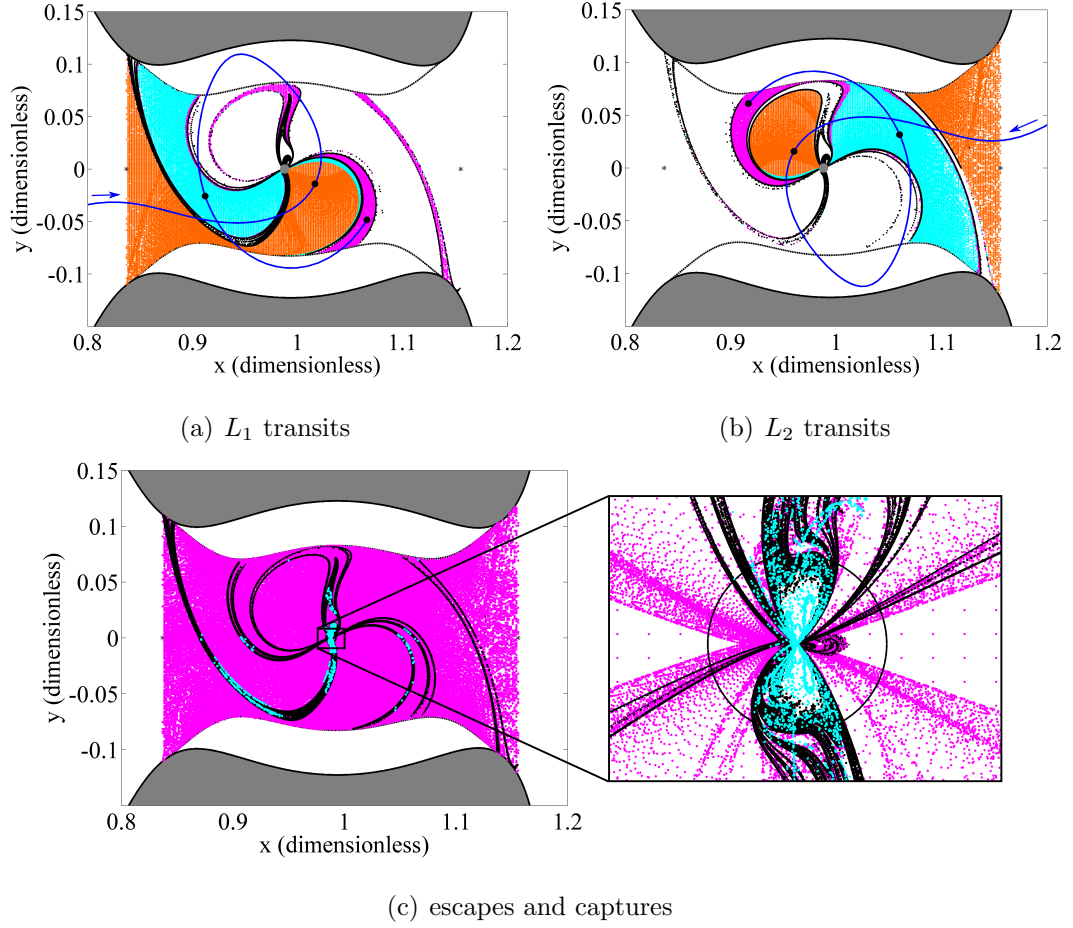 0.15
0.1
0.05
0
-0.05
-0.1
y (dimensionless)
0.8 0.9 1 1.1 1.2
x (dimensionless)
(a) L1 transits
0.15
0.1
0.05
0
-0.05
-0.1
y (dimensionless)
0.8 0.9 1 1.1 1.2
x (dimensionless)
(b) L2 transits
0.15
0.1
0.05
0
-0.05
-0.1
y (dimensionless)
0.8 0.9 1 1.1 1.2
x (dimensionless)
(c) escapes and captures